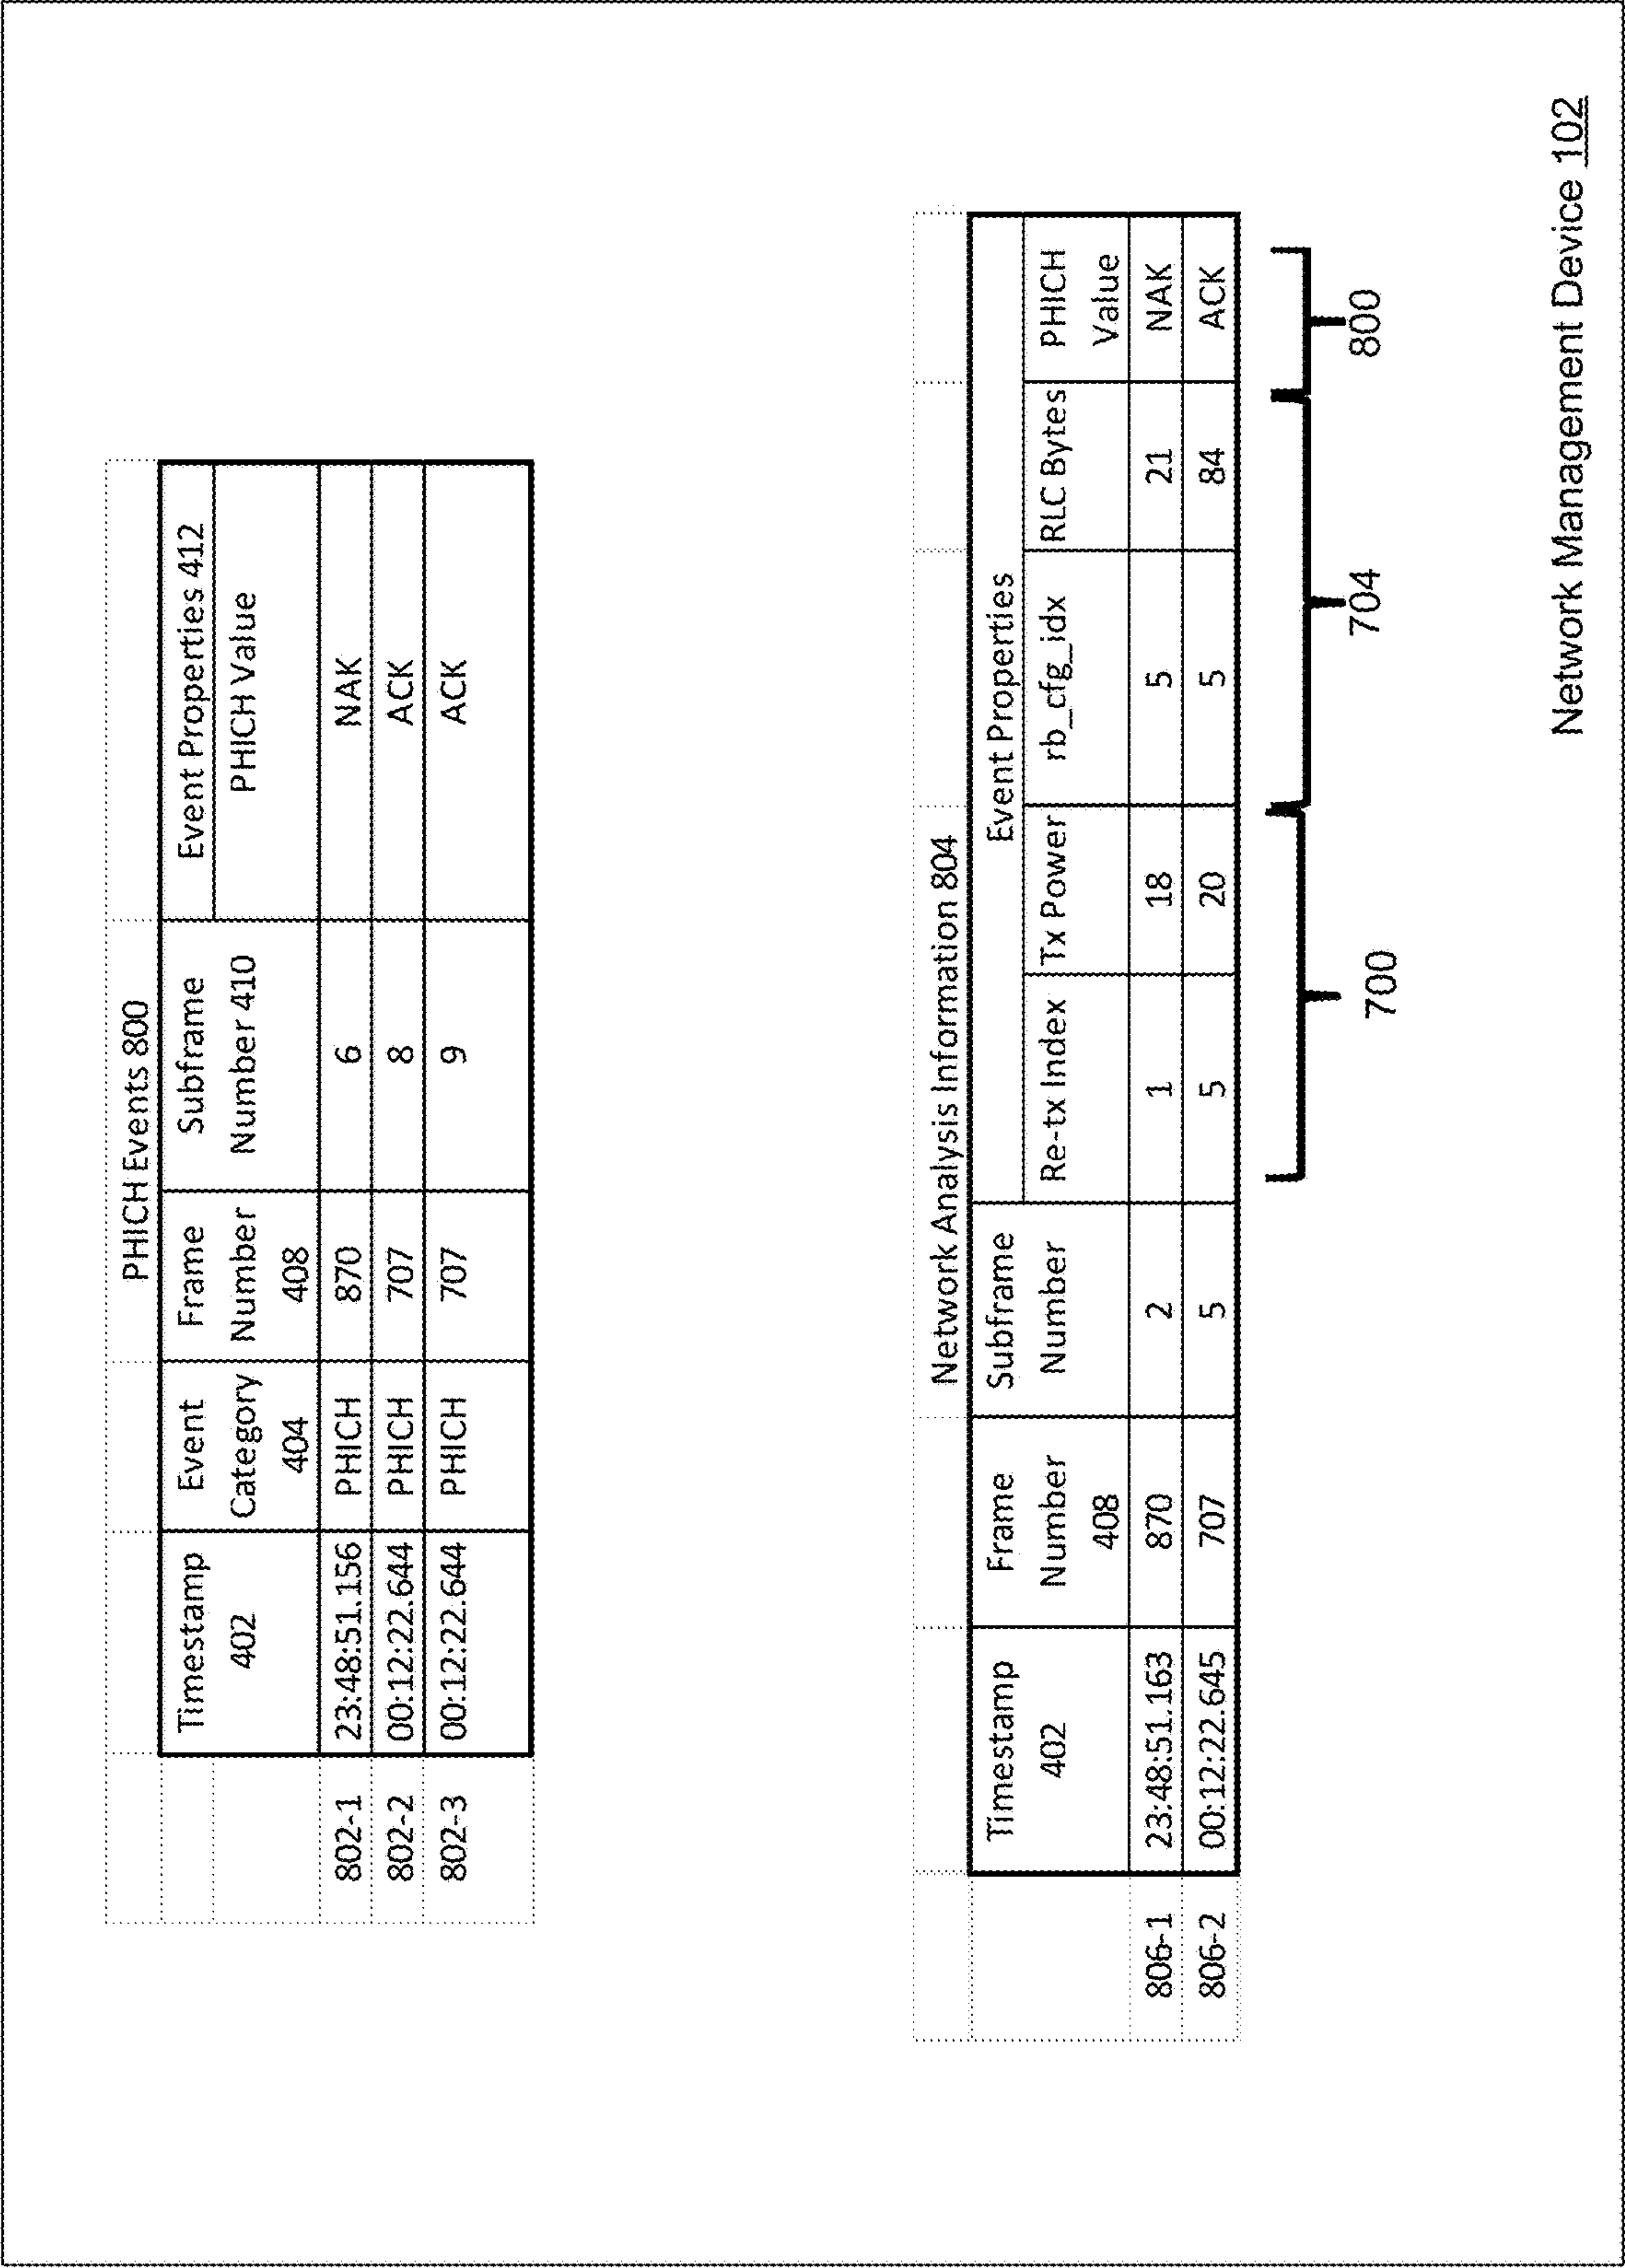 PHICH Events 800
Timestamp Event Frame Subframe Event Properties 412
402 Category Number Number 410 PHICH Value
404 408
802-1 23:48:51.156 PHICH 870 6 NAK
802-2 00:12:22.644 PHICH 707 8 ACK
802-3 00:12:22.644 PHICH 707 9 ACK
Network Analysis Information 804
Timestamp Frame Subframe Event Properties
402 Number Number Re-tx Index Tx Power rb_cfg_idx RLC Bytes PHICH
408 Value
806-1 23:48:51.163 870 2 1 18 5 21 NAK
806-2 00:12:22.645 707 5 5 20 5 84 ACK
700 704 800
Network Management Device 102